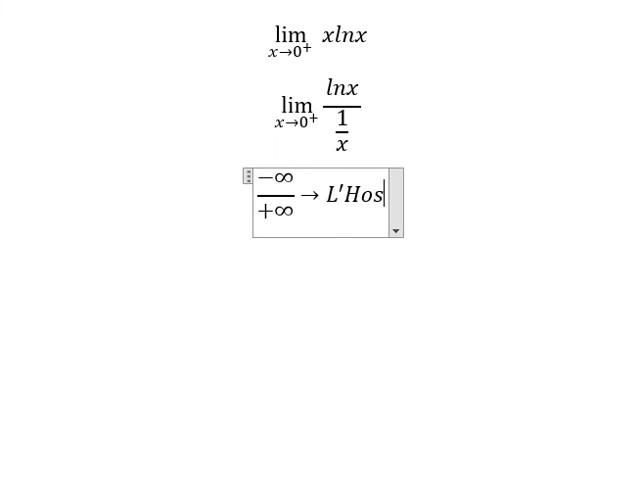 lim x→0⁺ xlnx
lim x→0⁺ lnx / (1/x)
−∞ / +∞ → L′Hos